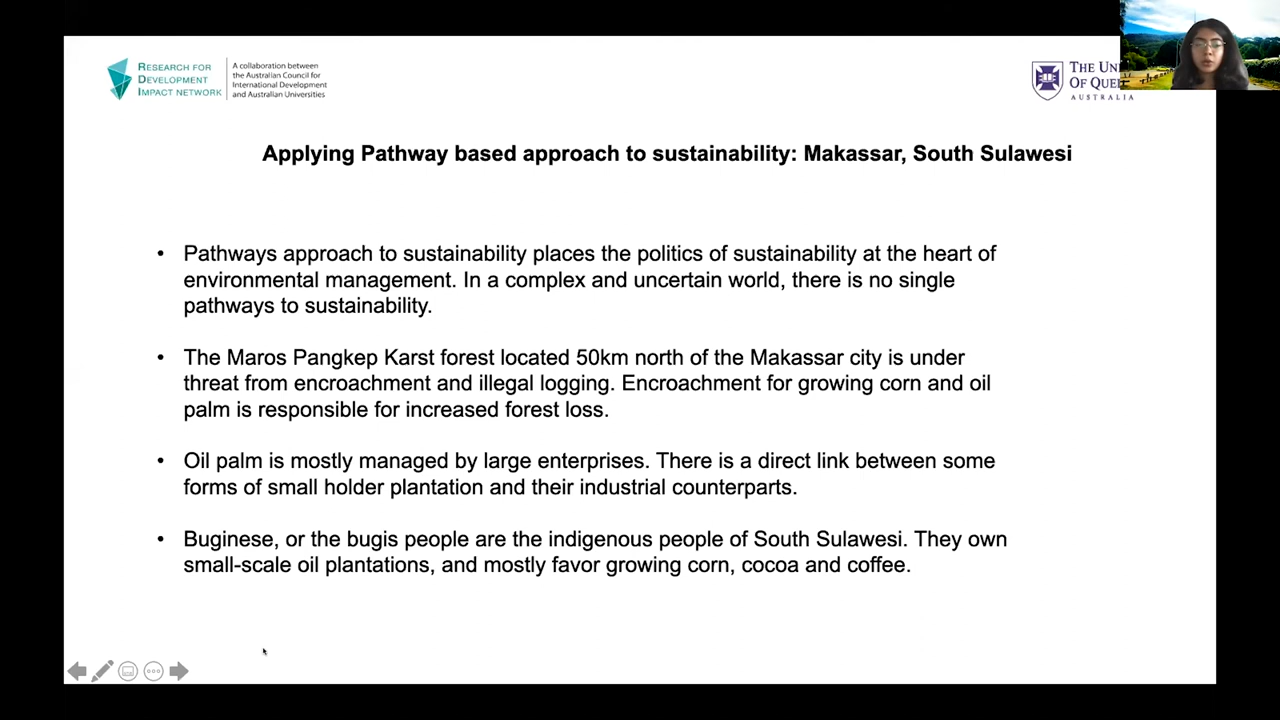 RESEARCH FOR
DEVELOPMENT
IMPACT NETWORK
A collaboration between
the Australian Council for
International Development
and Australian Universities
THE
OF
AUSTRALIA
Applying Pathway based approach to sustainability: Makassar, South Sulawesi
• Pathways approach to sustainability places the politics of sustainability at the heart of
environmental management. In a complex and uncertain world, there is no single
pathways to sustainability.
• The Maros Pangkep Karst forest located 50km north of the Makassar city is under
threat from encroachment and illegal logging. Encroachment for growing corn and oil
palm is responsible for increased forest loss.
• Oil palm is mostly managed by large enterprises. There is a direct link between some
forms of small holder plantation and their industrial counterparts.
• Buginese, or the bugis people are the indigenous people of South Sulawesi. They own
small-scale oil plantations, and mostly favor growing corn, cocoa and coffee.